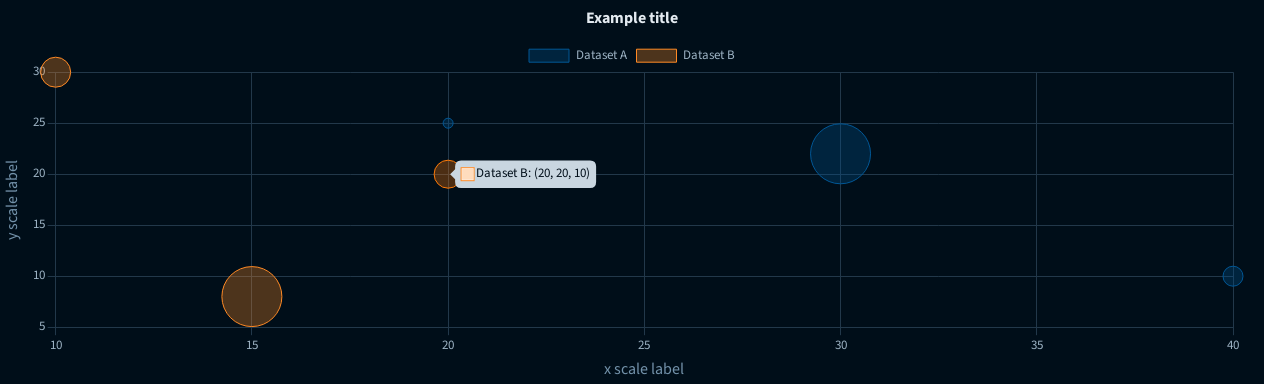 Example title
Dataset A Dataset B
30
25
20
15
10
5
y scale label
Dataset B: (20, 20, 10)
10 15 20 25 30 35 40
x scale label